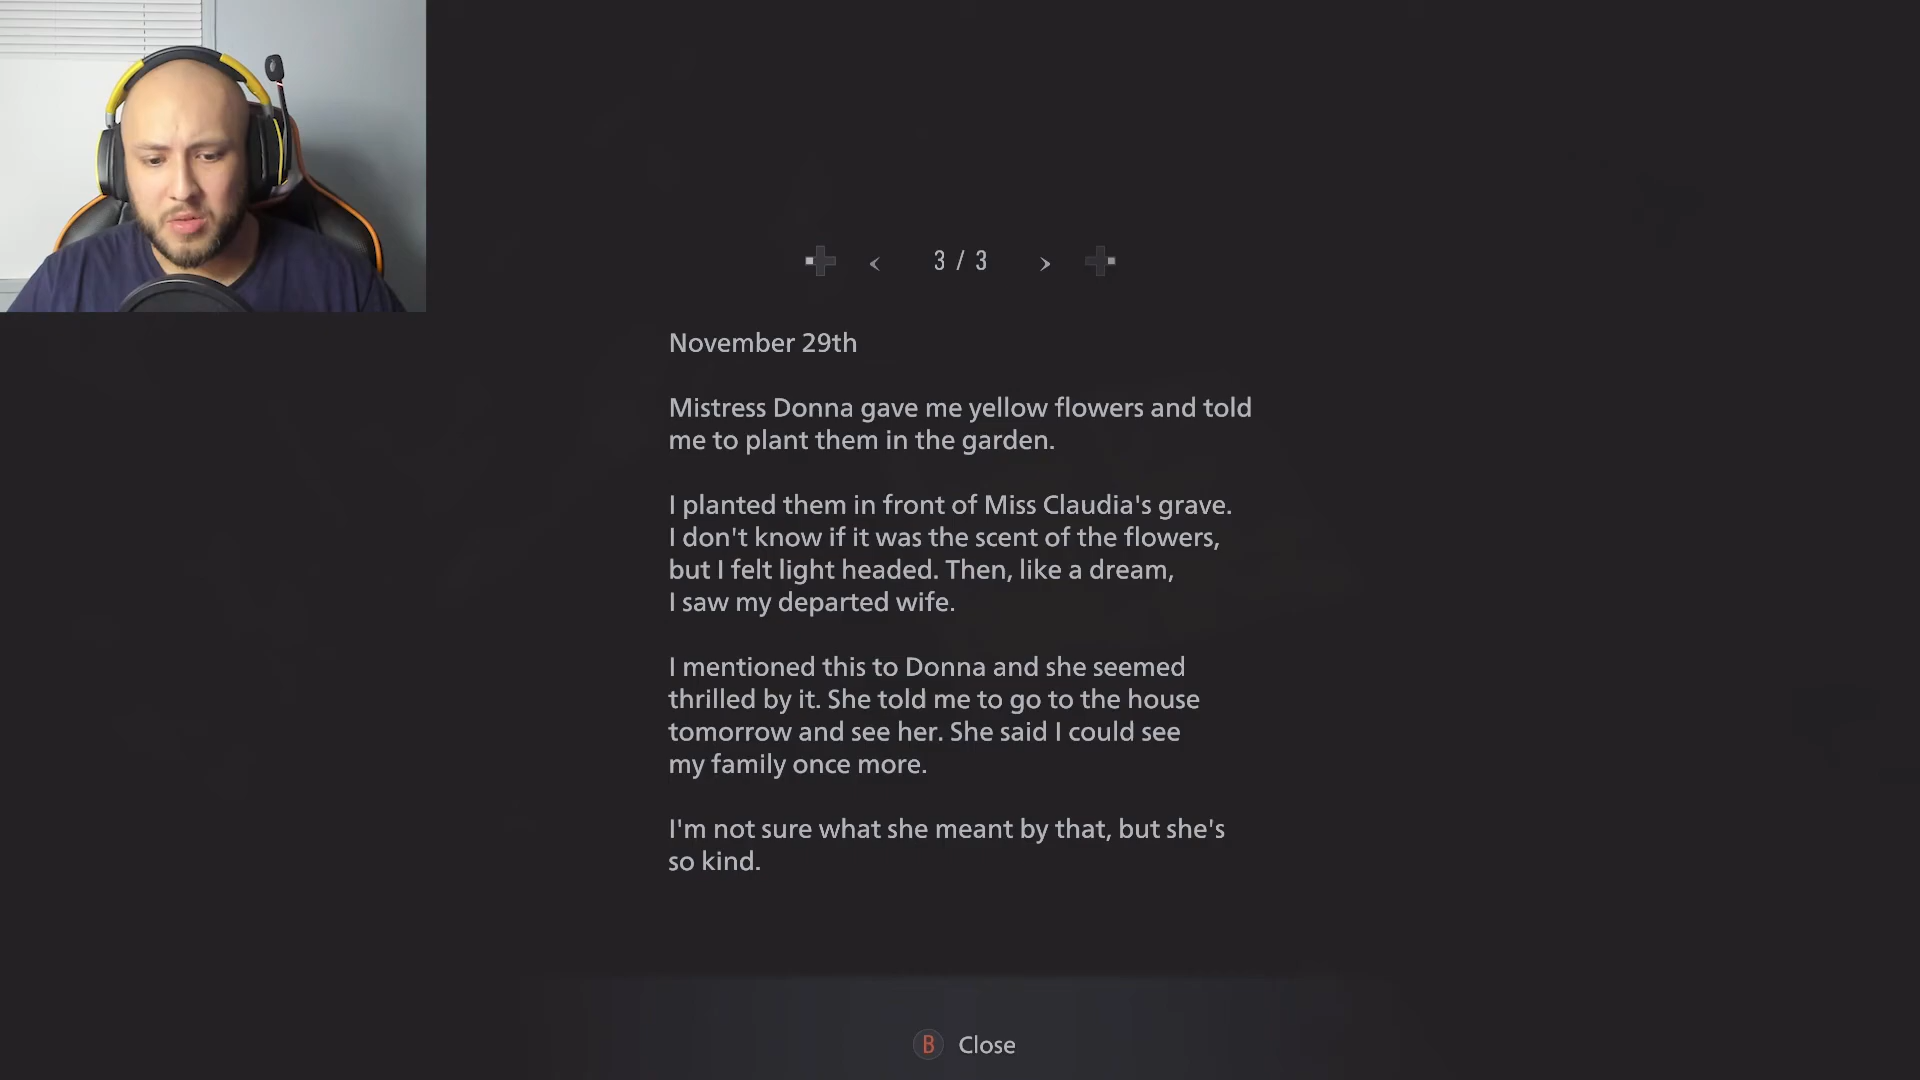 3 / 3
November 29th
Mistress Donna gave me yellow flowers and told
me to plant them in the garden.
I planted them in front of Miss Claudia's grave.
I don't know if it was the scent of the flowers,
but I felt light headed. Then, like a dream,
I saw my departed wife.
I mentioned this to Donna and she seemed
thrilled by it. She told me to go to the house
tomorrow and see her. She said I could see
my family once more.
I'm not sure what she meant by that, but she's
so kind.
B Close